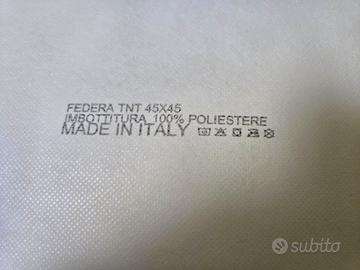 FEDERA TNT 45X45
IMBOTTITURA 100% POLIESTERE
MADE IN ITALY
subito